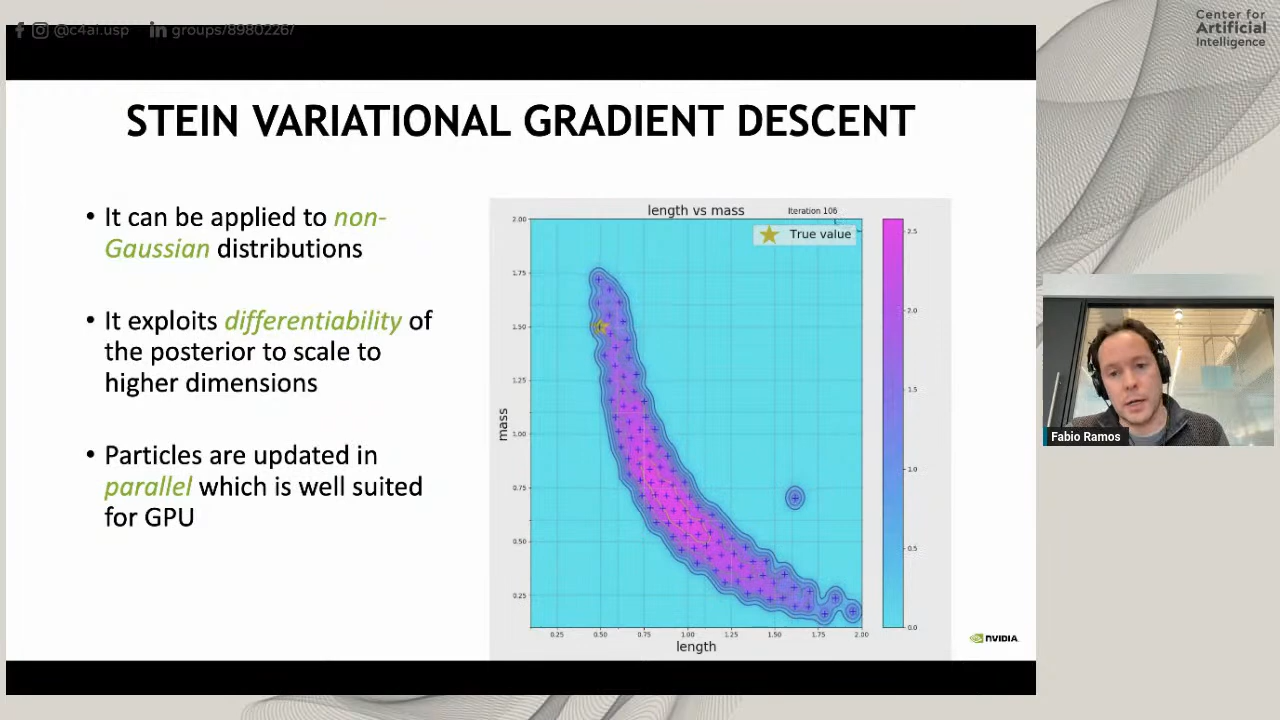 @c4ai.usp
groups/8980226/
Center for
Artificial
Intelligence
STEIN VARIATIONAL GRADIENT DESCENT
• It can be applied to non-
Gaussian distributions
• It exploits differentiability of
the posterior to scale to
higher dimensions
• Particles are updated in
parallel which is well suited
for GPU
length vs mass
Iteration 106
True value
mass
2.00
1.75
1.50
1.25
1.00
0.75
0.50
0.25
0.25
0.50
0.75
1.00
1.25
1.50
1.75
2.00
length
2.5
2.0
1.5
1.0
0.5
0.0
NVIDIA.
Fabio Ramos